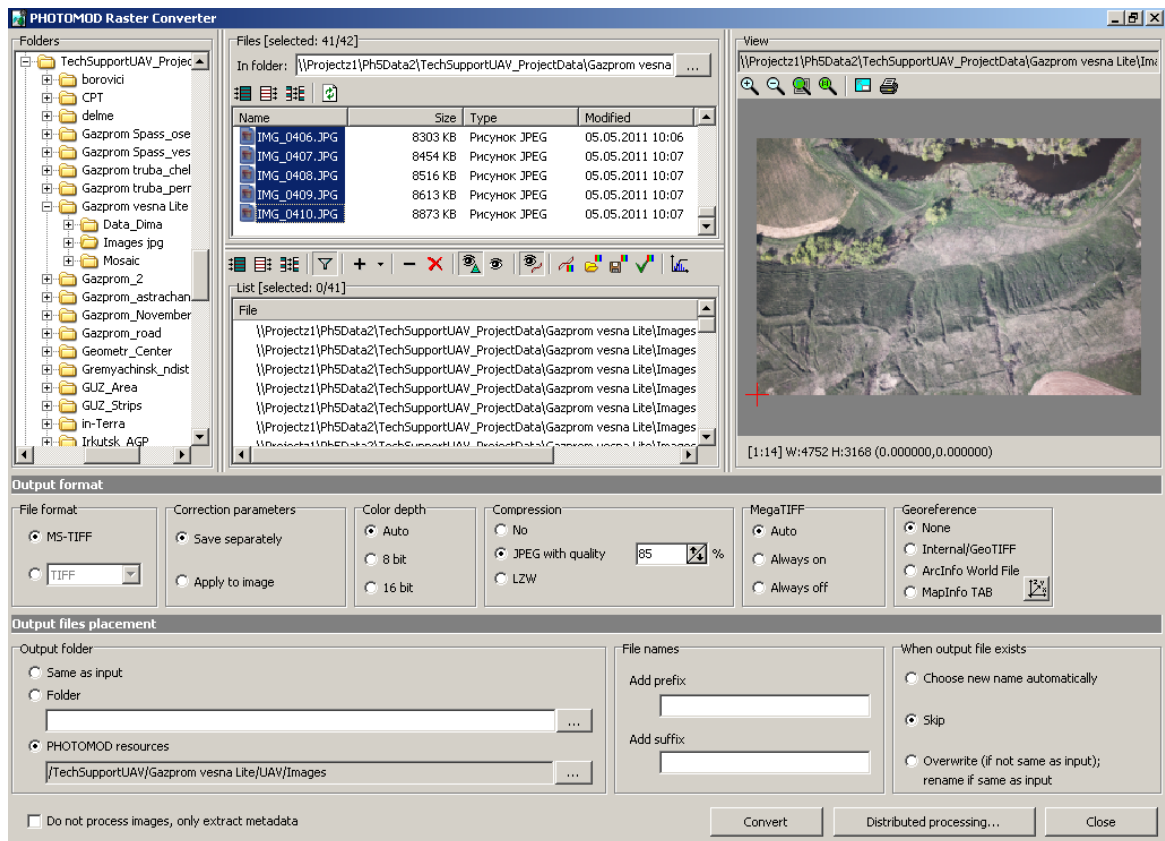 PHOTOMOD Raster Converter
Folders
TechSupportUAV_Projec
borovici
CPT
delme
Gazprom Spass_ose
Gazprom Spass_ves
Gazprom truba_chel
Gazprom truba_perr
Gazprom vesna Lite
Data_Dima
Images jpg
Mosaic
Gazprom_2
Gazprom_astrachan
Gazprom_November
Gazprom_road
Geometr_Center
Gremyachinsk_ndist
GUZ_Area
GUZ_Strips
in-Terra
Irkutsk_AGP
Files [selected: 41/42]
In folder: \\Projectz1\Ph5Data2\TechSupportUAV_ProjectData\Gazprom vesna ...
Name Size Type Modified
IMG_0406.JPG 8303 KB Рисунок JPEG 05.05.2011 10:06
IMG_0407.JPG 8454 KB Рисунок JPEG 05.05.2011 10:07
IMG_0408.JPG 8516 KB Рисунок JPEG 05.05.2011 10:07
IMG_0409.JPG 8613 KB Рисунок JPEG 05.05.2011 10:07
IMG_0410.JPG 8873 KB Рисунок JPEG 05.05.2011 10:07
List [selected: 0/41]
File
\\Projectz1\Ph5Data2\TechSupportUAV_ProjectData\Gazprom vesna Lite\Images
\\Projectz1\Ph5Data2\TechSupportUAV_ProjectData\Gazprom vesna Lite\Images
\\Projectz1\Ph5Data2\TechSupportUAV_ProjectData\Gazprom vesna Lite\Images
\\Projectz1\Ph5Data2\TechSupportUAV_ProjectData\Gazprom vesna Lite\Images
\\Projectz1\Ph5Data2\TechSupportUAV_ProjectData\Gazprom vesna Lite\Images
\\Projectz1\Ph5Data2\TechSupportUAV_ProjectData\Gazprom vesna Lite\Images
\\Projectz1\Ph5Data2\TechSupportUAV_ProjectData\Gazprom vesna Lite\Images
View
\\Projectz1\Ph5Data2\TechSupportUAV_ProjectData\Gazprom vesna Lite\Ima
[1:14] W:4752 H:3168 (0.000000,0.000000)
Output format
File format
MS-TIFF
TIFF
Correction parameters
Save separately
Apply to image
Color depth
Auto
8 bit
16 bit
Compression
No
JPEG with quality 85 %
LZW
MegaTIFF
Auto
Always on
Always off
Georeference
None
Internal/GeoTIFF
ArcInfo World File
MapInfo TAB
Output files placement
Output folder
Same as input
Folder
...
PHOTOMOD resources
/TechSupportUAV/Gazprom vesna Lite/UAV/Images ...
File names
Add prefix
Add suffix
When output file exists
Choose new name automatically
Skip
Overwrite (if not same as input);
rename if same as input
Do not process images, only extract metadata
Convert
Distributed processing...
Close